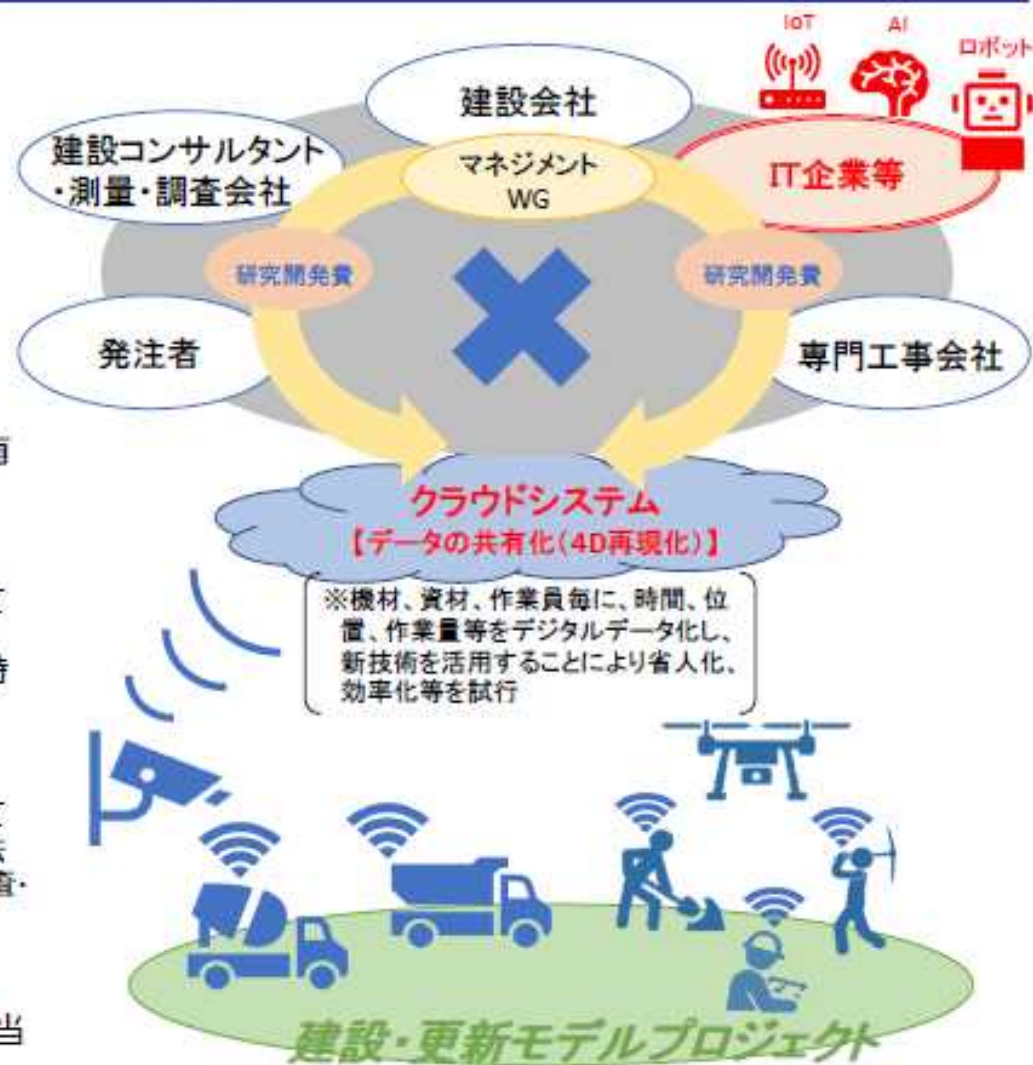 IoT
AI
ロボット
建設会社
建設コンサルタント
・測量・調査会社
マネジメント
WG
IT企業等
研究開発費
研究開発費
発注者
専門工事会社
クラウドシステム
【データの共有化(4D再現化)】
※機材、資材、作業員毎に、時間、位
置、作業量等をデジタルデータ化し、
新技術を活用することにより省人化、
効率化等を試行
査・
当
建設・更新モデルプロジェクト